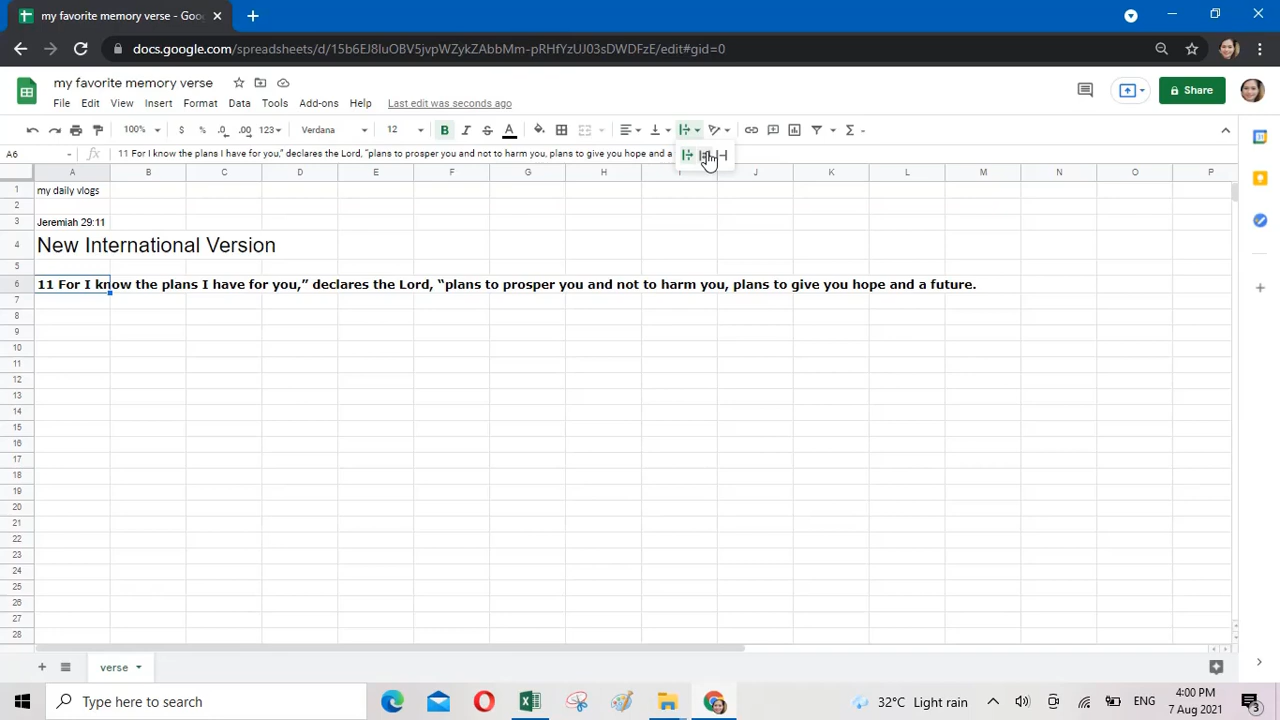 my favorite memory verse - Goo
docs.google.com/spreadsheets/d/15b6EJ8luOBV5jvpWZykZAbbMm-pRHfYzUJ03sDWDFzE/edit#gid=0
my favorite memory verse
File Edit View Insert Format Data Tools Add-ons Help Last edit was seconds ago
Share
100% $ % .0 .00 123 Verdana 12 B I S A Σ
A6 fx 11 For I know the plans I have for you,” declares the Lord, “plans to prosper you and not to harm you, plans to give you hope and a
A B C D E F G H I J K L M N O P
1 my daily vlogs
2
3 Jeremiah 29:11
4 New International Version
5
6 11 For I know the plans I have for you,” declares the Lord, “plans to prosper you and not to harm you, plans to give you hope and a future.
7
8
9
10
11
12
13
14
15
16
17
18
19
20
21
22
23
24
25
26
27
28
verse
Type here to search
32°C Light rain
ENG
4:00 PM
7 Aug 2021
3